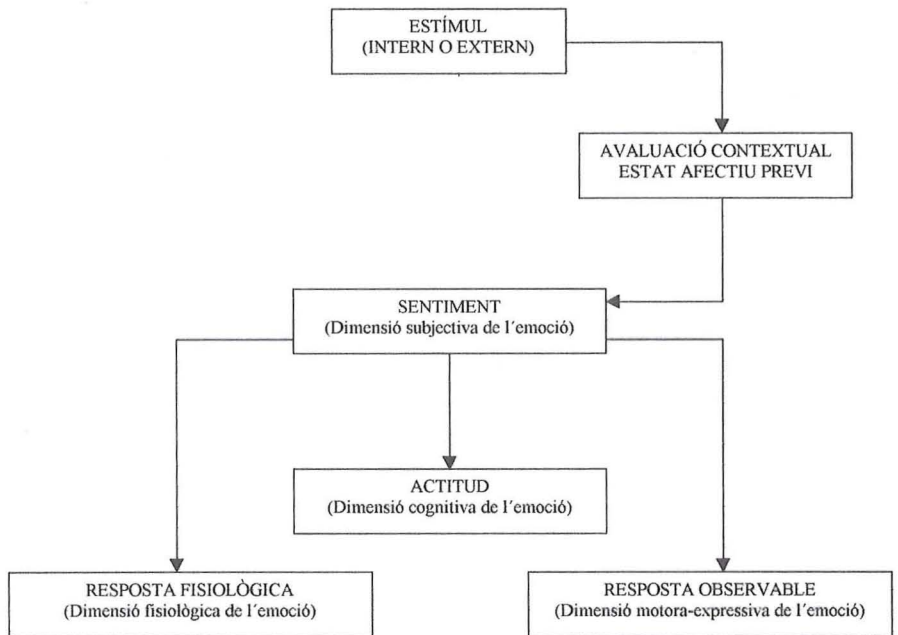 ESTÍMUL
(INTERN O EXTERN)
AVALUACIÓ CONTEXTUAL
ESTAT AFECTIU PREVI
SENTIMENT
(Dimensió subjectiva de l´emoció)
ACTITUD
(Dimensió cognitiva de l´emoció)
RESPOSTA FISIOLÒGICA
(Dimensió fisiològica de l´emoció)
RESPOSTA OBSERVABLE
(Dimensió motora-expressiva de l´emoció)